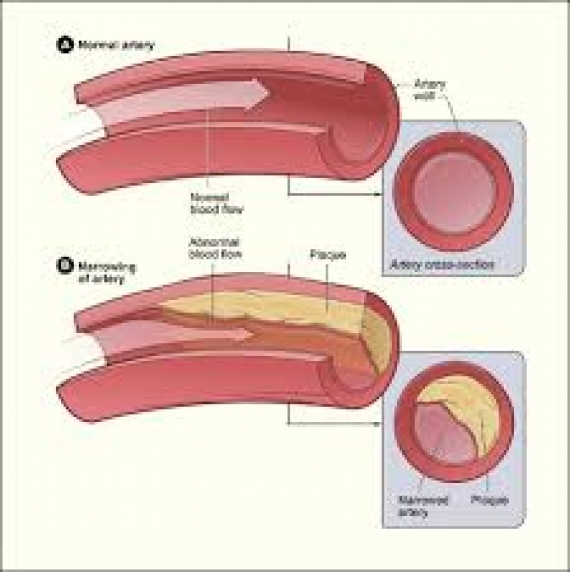 A Normal artery
Artery
wall
Normal
blood flow
Artery cross-section
B Narrowing
of artery
Abnormal
blood flow
Plaque
Narrowed
artery
Plaque